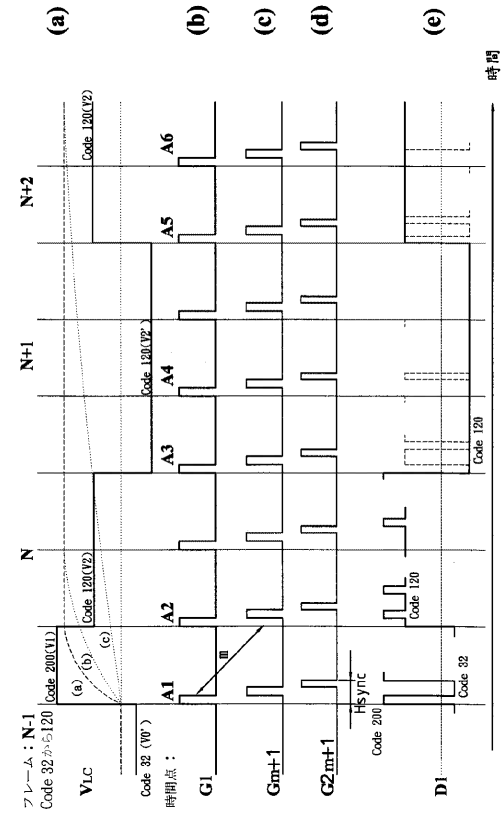 フレーム：N-1
N
N+1
N+2
Code 32から120
Code 200(V1)
(a)
(a)
(b)
(c)
VLC
Code 120(V2)
Code 120(V2')
Code 120(V2)
Code 32 (V0')
時間点：
A1
A2
A3
A4
A5
A6
G1
(b)
m
Gm+1
(c)
G2m+1
(d)
Hsync
Code 200
D1
Code 32
Code 120
Code 120
(e)
時間